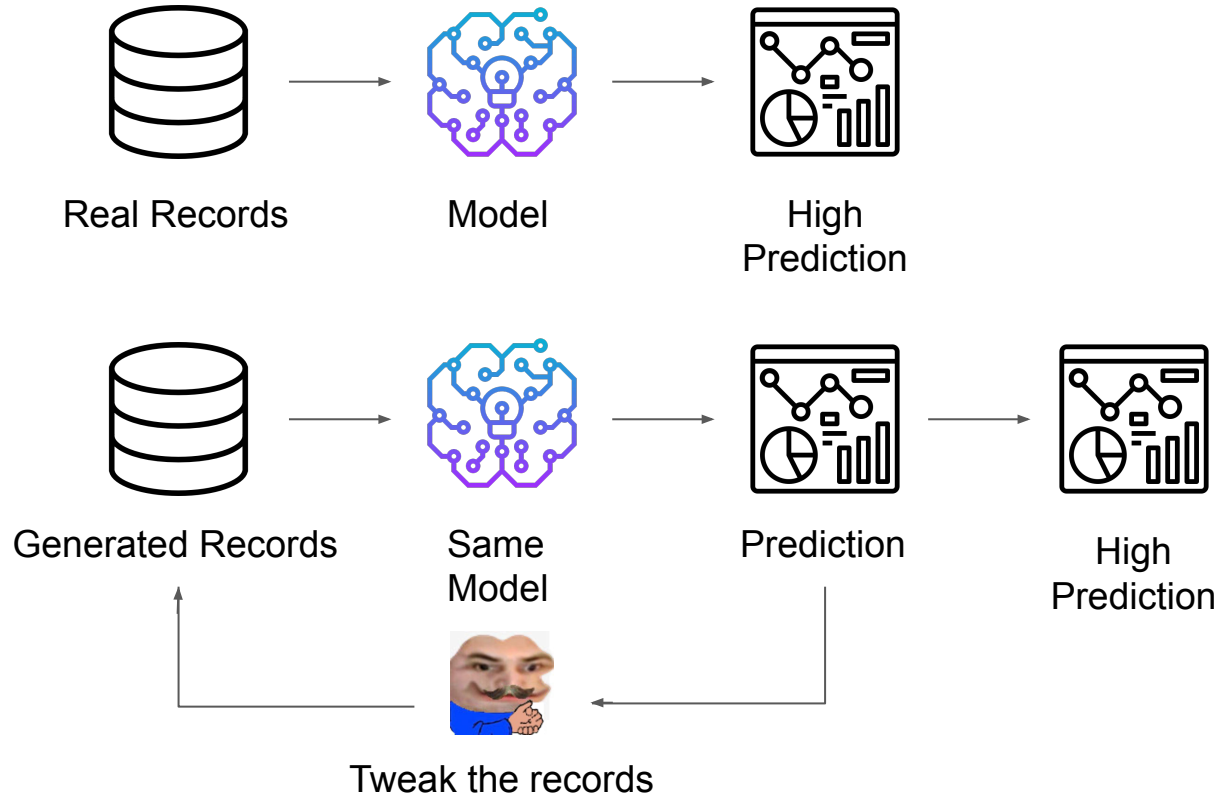 Real Records
Model
High
Prediction
Generated Records
Same
Model
Prediction
High
Prediction
Tweak the records